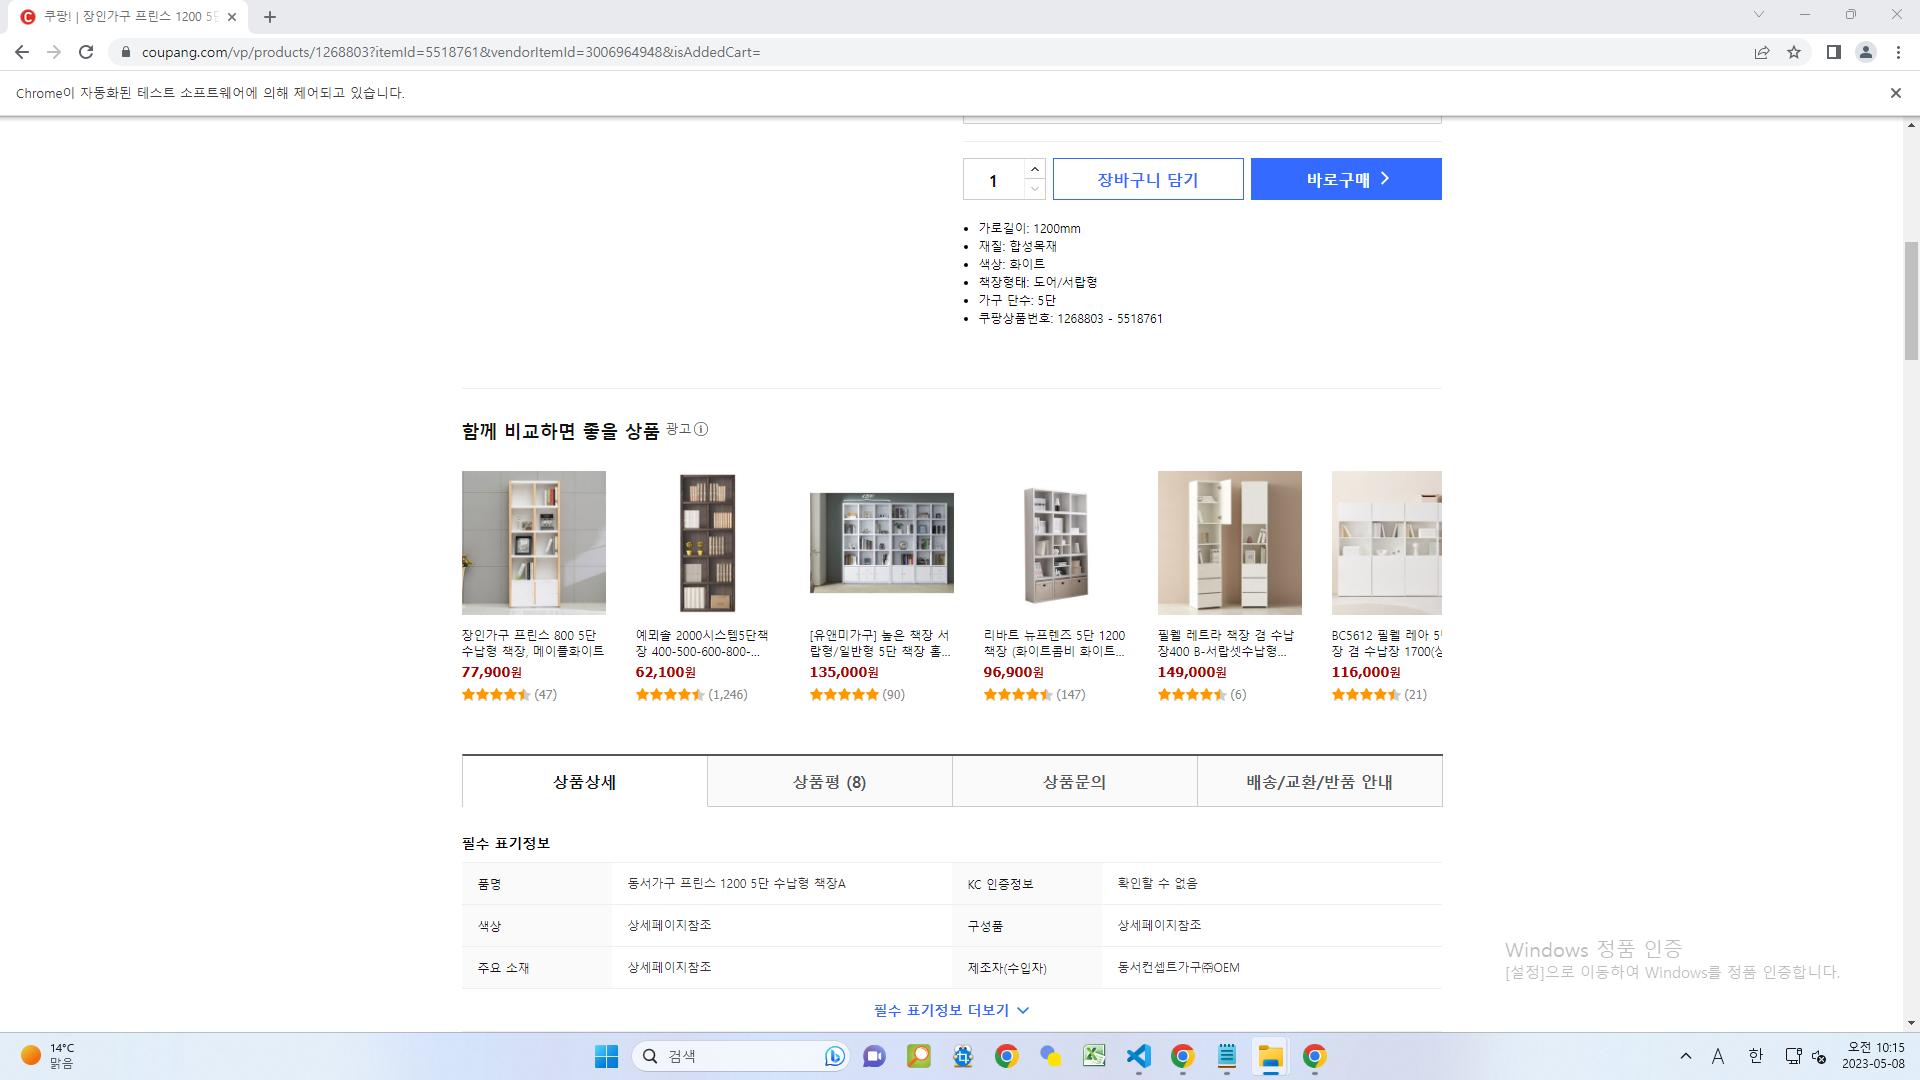 쿠팡! | 장인가구 프린스 1200 5단
coupang.com/vp/products/1268803?itemId=5518761&vendorItemId=3006964948&isAddedCart=
Chrome이 자동화된 테스트 소프트웨어에 의해 제어되고 있습니다.
1
장바구니 담기
바로구매
가로길이: 1200mm
재질: 합성목재
색상: 화이트
책장형태: 도어/서랍형
가구 단수: 5단
쿠팡상품번호: 1268803 - 5518761
함께 비교하면 좋을 상품 광고
장인가구 프린스 800 5단
수납형 책장, 메이플화이트
77,900원
(47)
예뫼솔 2000시스템5단책
장 400-500-600-800-...
62,100원
(1,246)
[유앤미가구] 높은 책장 서
랍형/일반형 5단 책장 홈...
135,000원
(90)
리바트 뉴프렌즈 5단 1200
책장 (화이트콤비 화이트...
96,900원
(147)
필웰 레트라 책장 겸 수납
장400 B-서랍셋수납형...
149,000원
(6)
BC5612 필웰 레아 5
장 겸 수납장 1700(상
116,000원
(21)
상품상세
상품평 (8)
상품문의
배송/교환/반품 안내
필수 표기정보
품명 동서가구 프린스 1200 5단 수납형 책장A KC 인증정보 확인할 수 없음
색상 상세페이지참조 구성품 상세페이지참조
주요 소재 상세페이지참조 제조자(수입자) 동서컨셉트가구㈜OEM
필수 표기정보 더보기
Windows 정품 인증
[설정]으로 이동하여 Windows를 정품 인증합니다.
14°C
맑음
검색
A
한
오전 10:15
2023-05-08